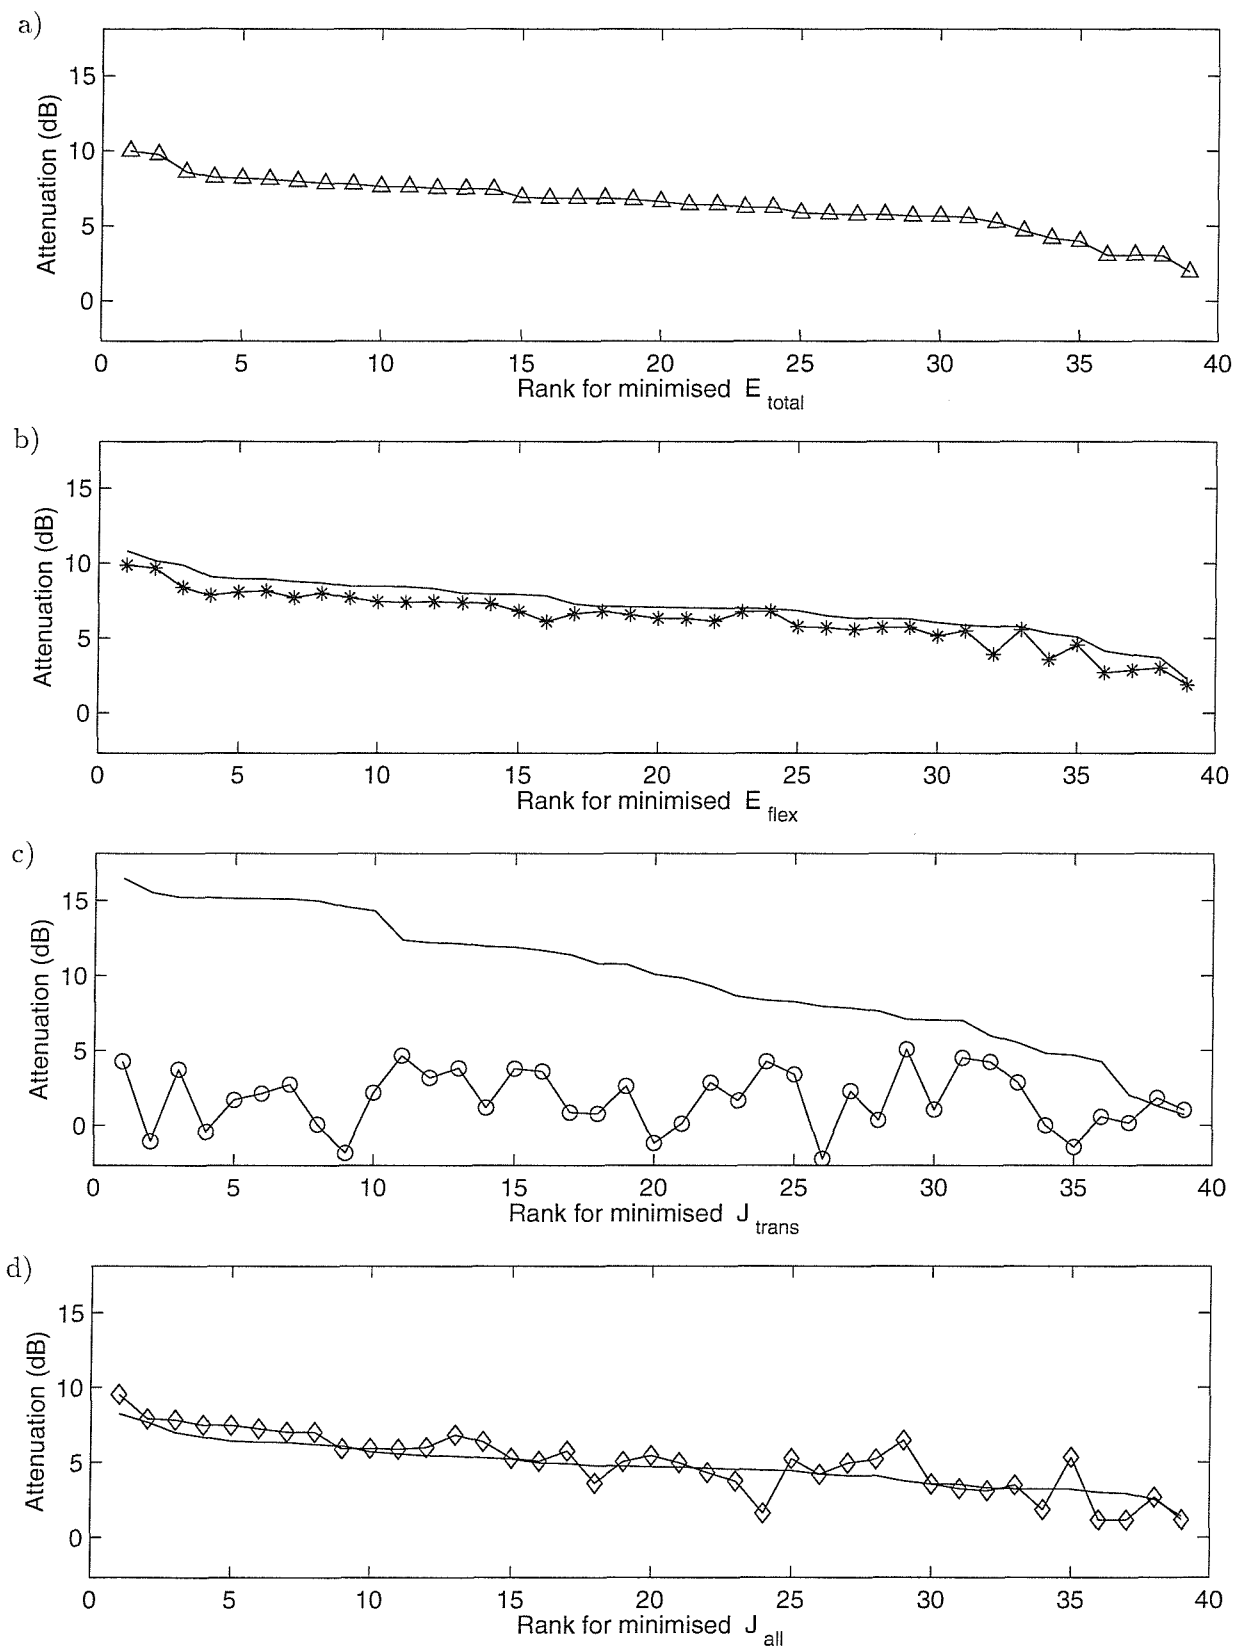 a)
Attenuation (dB)
15
10
5
0
0 5 10 15 20 25 30 35 40
Rank for minimised E total
b)
Attenuation (dB)
15
10
5
0
0 5 10 15 20 25 30 35 40
Rank for minimised E flex
c)
Attenuation (dB)
15
10
5
0
0 5 10 15 20 25 30 35 40
Rank for minimised J trans
d)
Attenuation (dB)
15
10
5
0
0 5 10 15 20 25 30 35 40
Rank for minimised J all